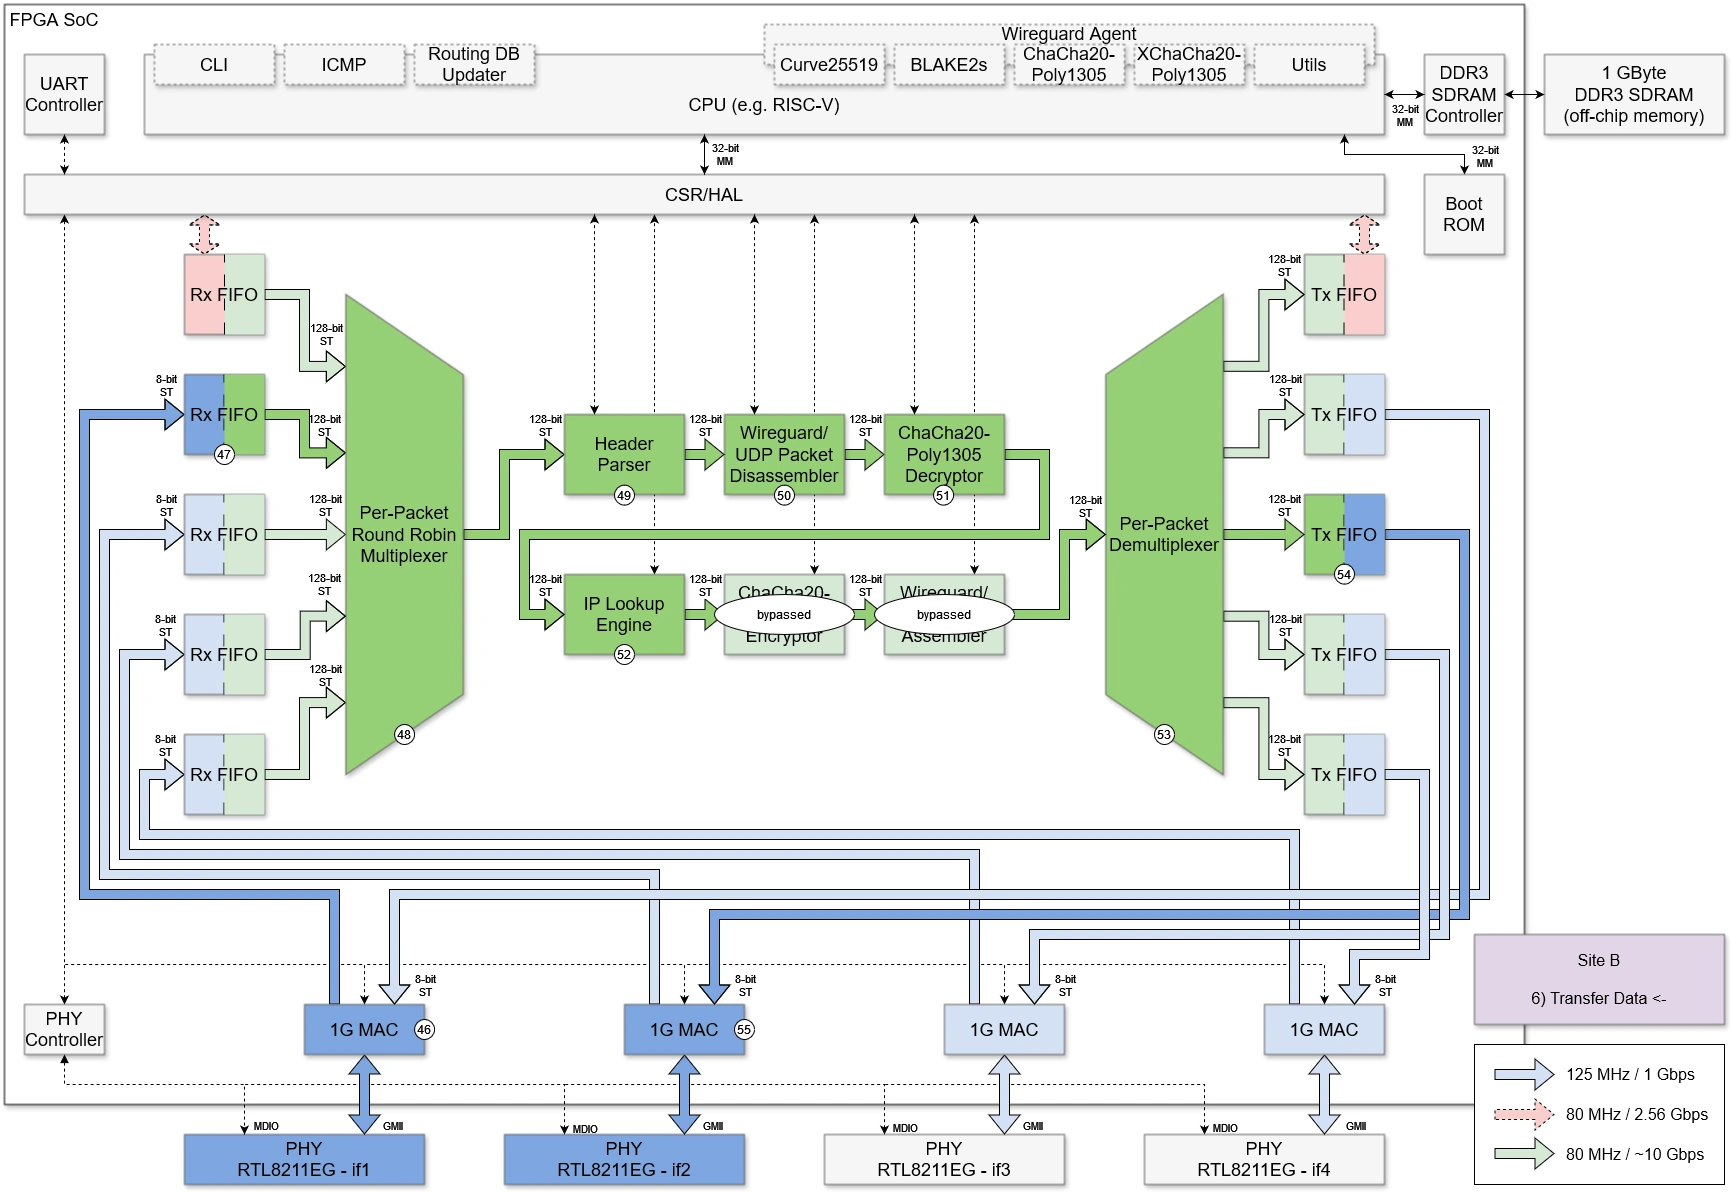 FPGA SoC
Wireguard Agent
CLI
ICMP
Routing DB
Updater
Curve25519
BLAKE2s
ChaCha20-
Poly1305
XChaCha20-
Poly1305
Utils
UART
Controller
CPU (e.g. RISC-V)
32-bit
MM
DDR3
SDRAM
Controller
1 GByte
DDR3 SDRAM
(off-chip memory)
32-bit
MM
32-bit
MM
CSR/HAL
Boot
ROM
Rx FIFO
128-bit
ST
128-bit
ST
Tx FIFO
8-bit
ST
Rx FIFO
47
128-bit
ST
128-bit
ST
Tx FIFO
8-bit
ST
Rx FIFO
128-bit
ST
128-bit
ST
Tx FIFO
54
8-bit
ST
Rx FIFO
128-bit
ST
128-bit
ST
Tx FIFO
8-bit
ST
Rx FIFO
128-bit
ST
128-bit
ST
Tx FIFO
Per-Packet
Round Robin
Multiplexer
48
128-bit
ST
Header
Parser
49
128-bit
ST
Wireguard/
UDP Packet
Disassembler
50
128-bit
ST
ChaCha20-
Poly1305
Decryptor
51
128-bit
ST
IP Lookup
Engine
52
128-bit
ST
ChaCha20-
bypassed
Encryptor
128-bit
ST
Wireguard/
bypassed
Assembler
128-bit
ST
Per-Packet
Demultiplexer
53
PHY
Controller
8-bit
ST
1G MAC
46
8-bit
ST
1G MAC
55
8-bit
ST
1G MAC
8-bit
ST
1G MAC
MDIO
GMII
MDIO
GMII
MDIO
GMII
MDIO
GMII
PHY
RTL8211EG - if1
PHY
RTL8211EG - if2
PHY
RTL8211EG - if3
PHY
RTL8211EG - if4
Site B
6) Transfer Data <-
125 MHz / 1 Gbps
80 MHz / 2.56 Gbps
80 MHz / ~10 Gbps